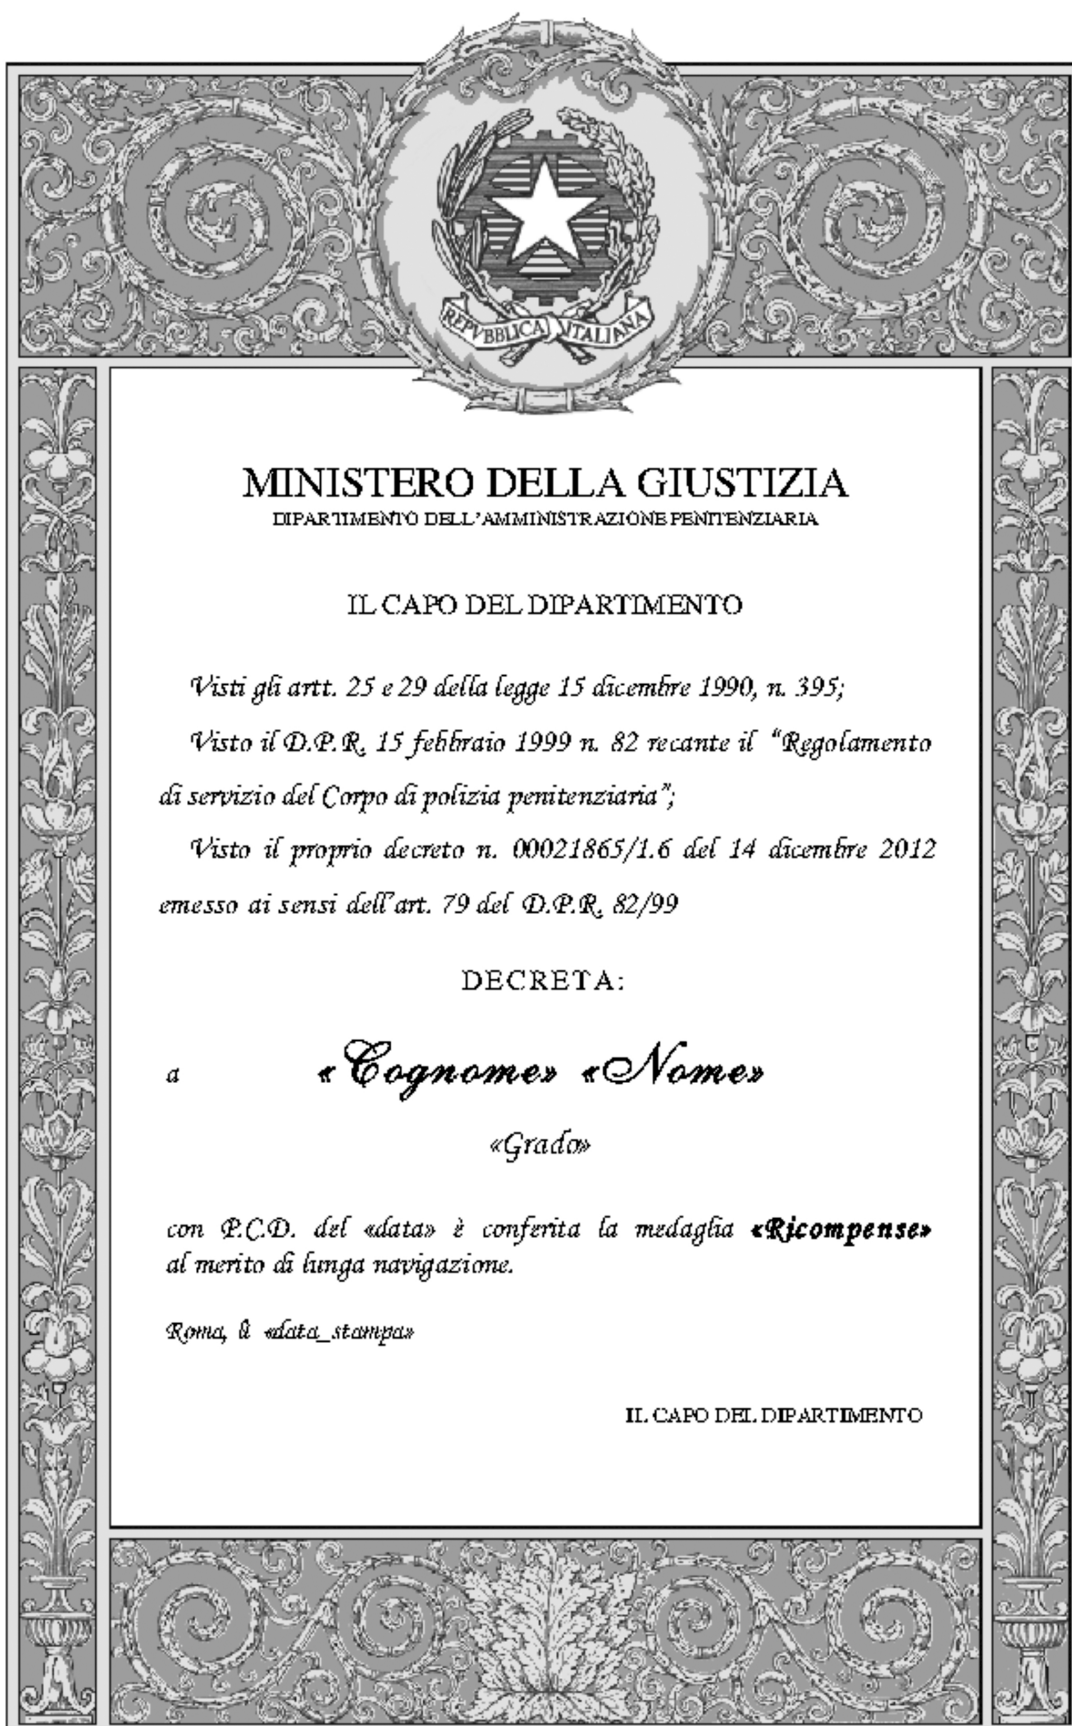 REPVBBLICA ITALIANA
MINISTERO DELLA GIUSTIZIA
DIPARTIMENTO DELL'AMMINISTRAZIONE PENITENZIARIA
IL CAPO DEL DIPARTIMENTO
Visti gli artt. 25 e 29 della legge 15 dicembre 1990, n. 395;
Visto il D.P.R. 15 febbraio 1999 n. 82 recante il “Regolamento
di servizio del Corpo di polizia penitenziaria”;
Visto il proprio decreto n. 00021865/1.6 del 14 dicembre 2012
emesso ai sensi dell'art. 79 del D.P.R. 82/99
DECRETA:
a «Cognome» «Nome»
«Grado»
con P.C.D. del «data» è conferita la medaglia «Ricompense»
al merito di lunga navigazione.
Roma, lì «data_stampa»
IL CAPO DEL DIPARTIMENTO